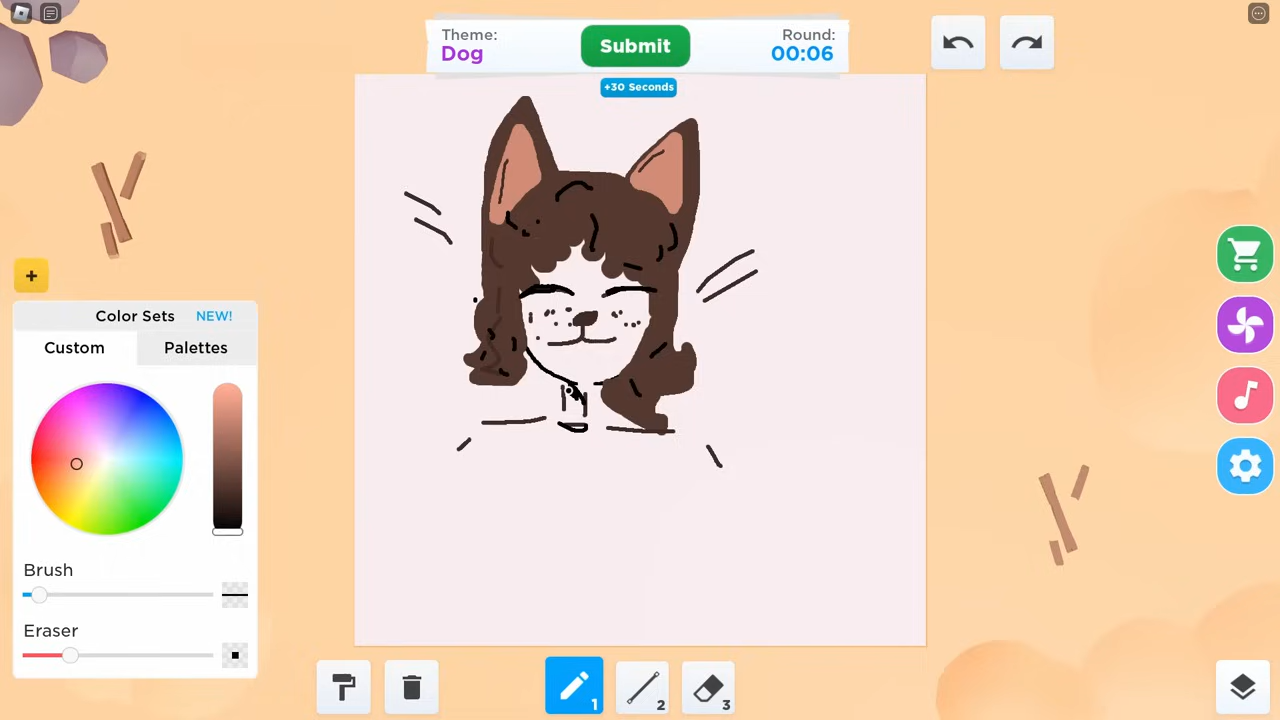 Theme:
Dog
Submit
Round:
00:06
+30 Seconds
+
Color Sets NEW!
Custom Palettes
Brush
Eraser
1
2
3